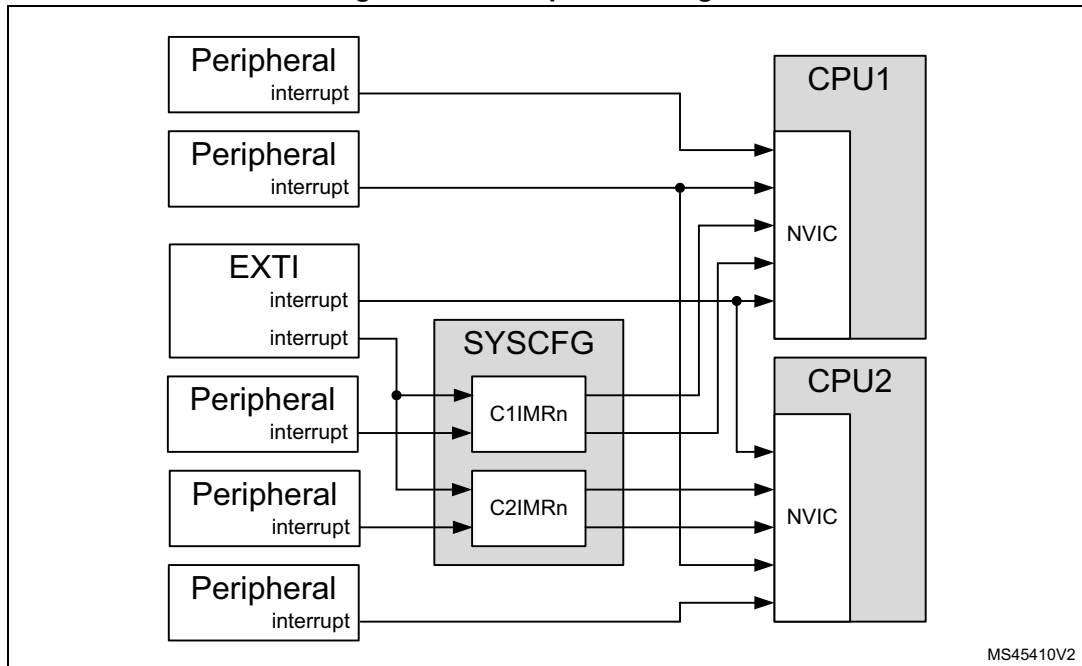 Peripheral
interrupt
Peripheral
interrupt
EXTI
interrupt
interrupt
Peripheral
interrupt
Peripheral
interrupt
Peripheral
interrupt
SYSCFG
C1IMRn
C2IMRn
CPU1
NVIC
CPU2
NVIC
MS45410V2